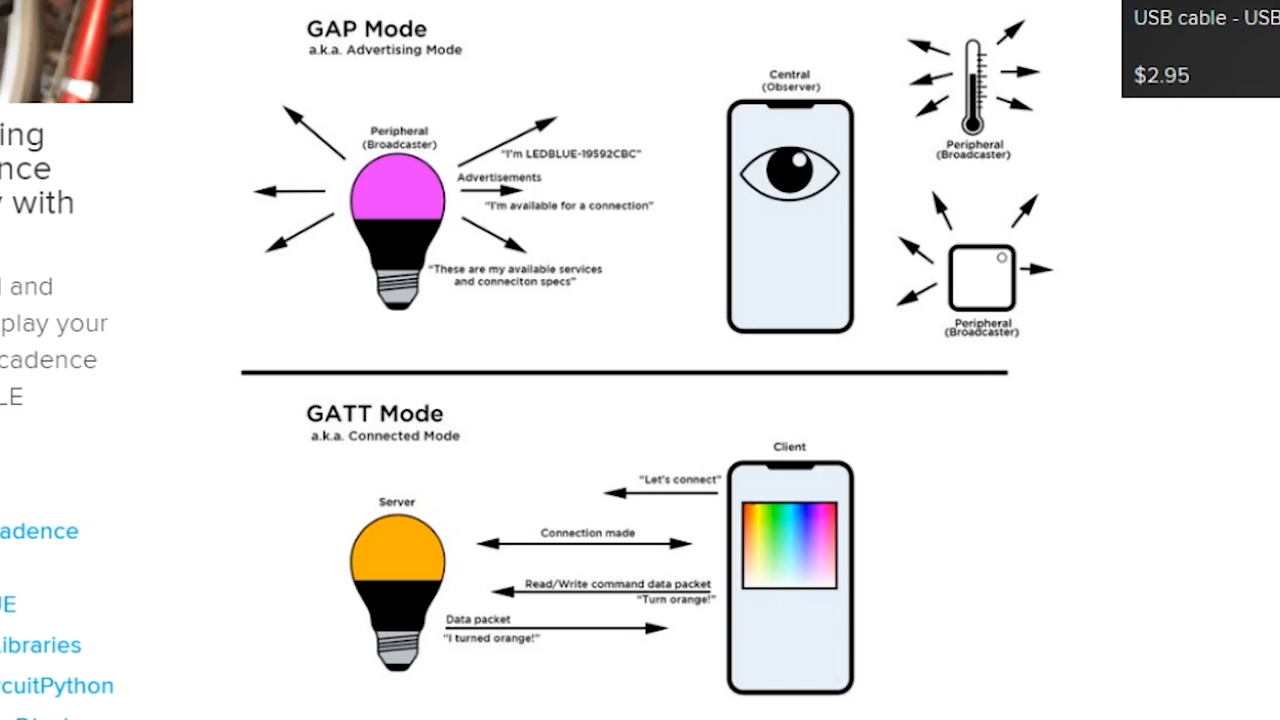 USB cable - USB
$2.95
ing
nce
with
and
play your
cadence
LE
adence
UE
Libraries
rcuitPython
GAP Mode
a.k.a. Advertising Mode
Peripheral
(Broadcaster)
"I'm LEDBLUE-19592CBC"
Advertisements
"I'm available for a connection"
"These are my available services
and conneciton specs"
Central
(Observer)
Peripheral
(Broadcaster)
Peripheral
(Broadcaster)
GATT Mode
a.k.a. Connected Mode
Server
Client
"Let's connect"
Connection made
Read/Write command data packet
"Turn orange!"
Data packet
"I turned orange!"